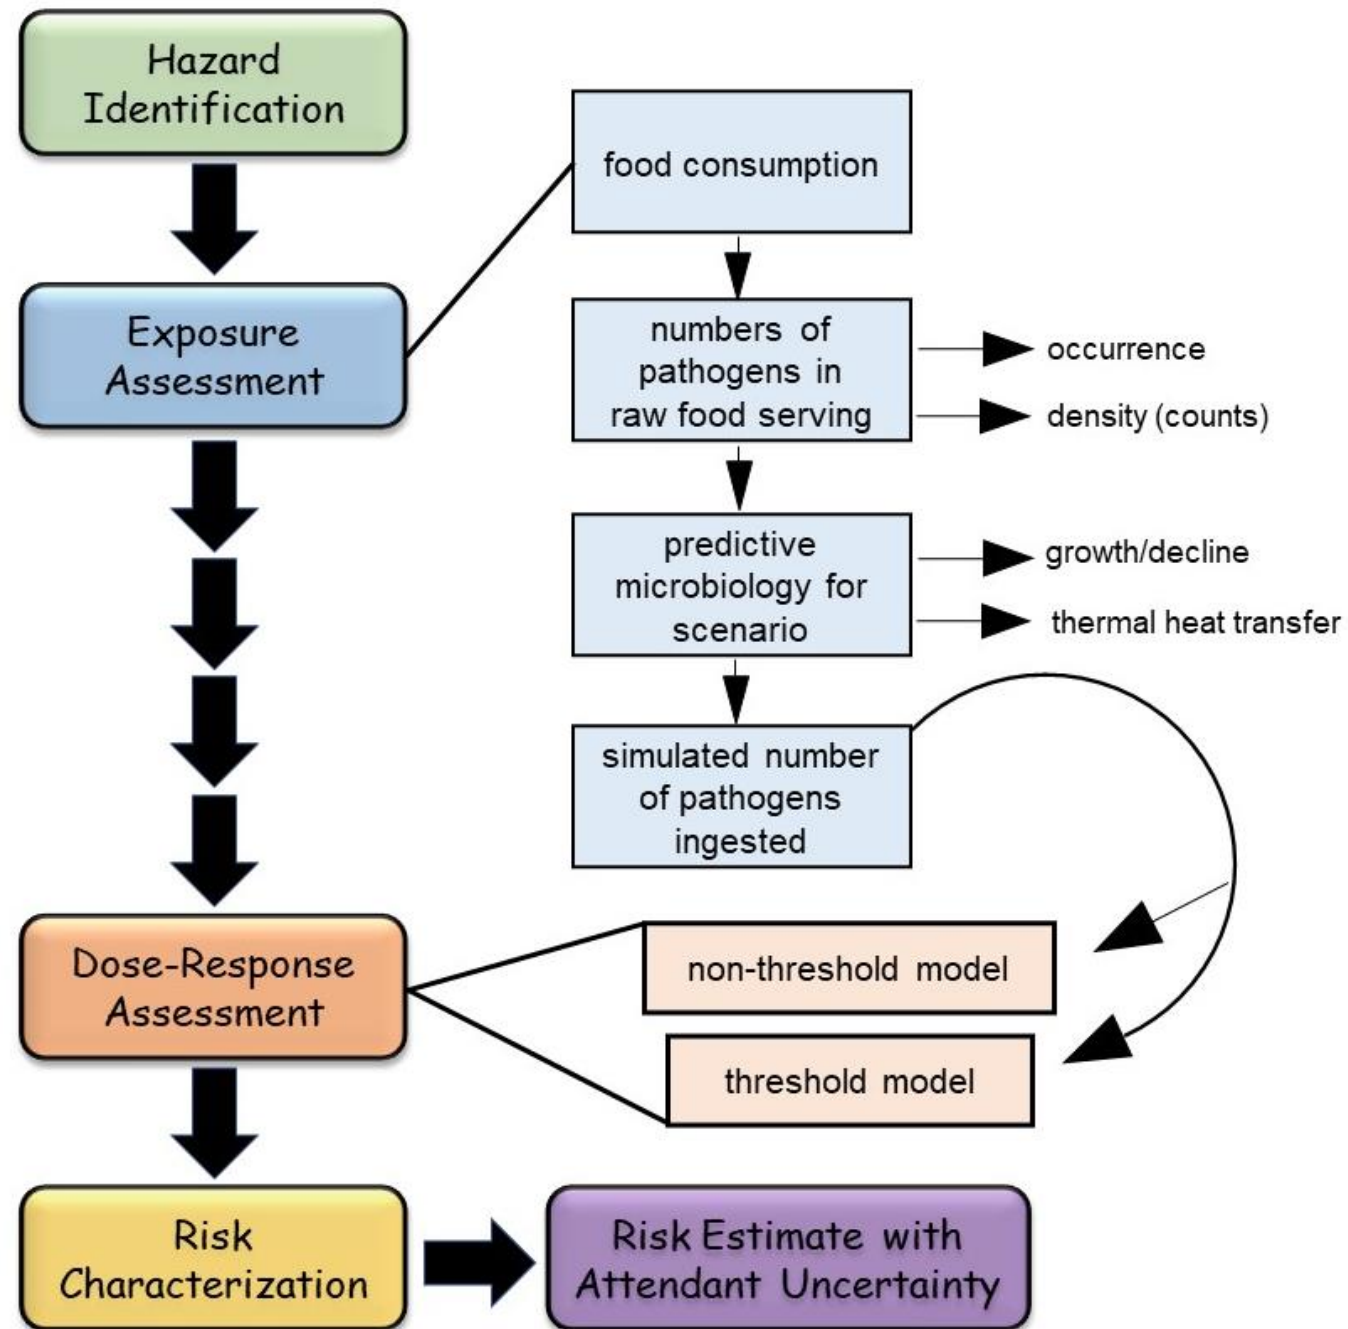 Hazard
Identification
Exposure
Assessment
food consumption
numbers of
pathogens in
raw food serving
occurrence
density (counts)
predictive
microbiology for
scenario
growth/decline
thermal heat transfer
simulated number
of pathogens
ingested
Dose-Response
Assessment
non-threshold model
threshold model
Risk
Characterization
Risk Estimate with
Attendant Uncertainty